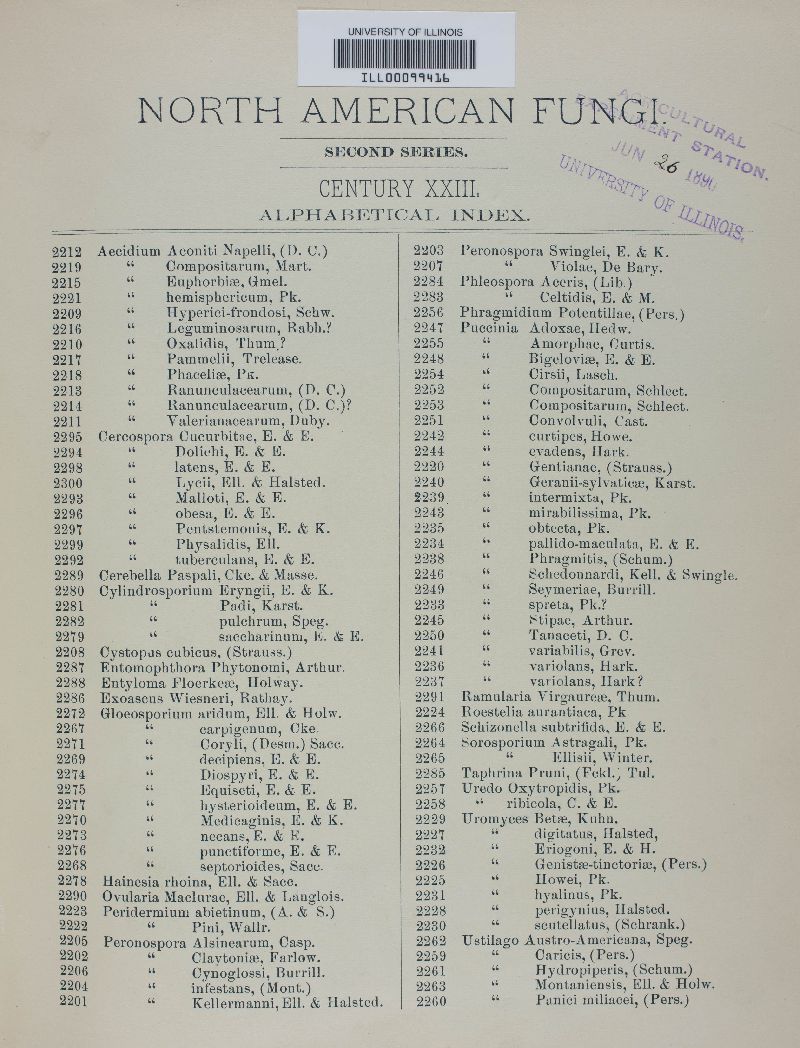 UNIVERSITY OF ILLINOIS
ILL00099416
NORTH AMERICAN FUNGI.
AGRICULTURAL
EXPERIMENT STATION.
JUN 26 1890
UNIVERSITY OF ILLINOIS.
SECOND SERIES.
CENTURY XXIII.
ALPHABETICAL INDEX.
2212 Aecidium Aconiti Napelli, (D. C.)
2219 “ Compositarum, Mart.
2215 “ Euphorbiæ, Gmel.
2221 “ hemisphericum, Pk.
2209 “ Hyperici-frondosi, Schw.
2216 “ Leguminosarum, Rabh.?
2210 “ Oxalidis, Thum.?
2217 “ Pammelii, Trelease.
2218 “ Phaceliæ, Pk.
2213 “ Ranunculacearum, (D. C.)
2214 “ Ranunculacearum, (D. C.)?
2211 “ Valerianacearum, Duby.
2295 Cercospora Cucurbitae, E. & E.
2294 “ Dolichi, E. & E.
2298 “ latens, E. & E.
2300 “ Lycii, Ell. & Halsted.
2293 “ Malloti, E. & E.
2296 “ obesa, E. & E.
2297 “ Pentstemonis, E. & K.
2299 “ Physalidis, Ell.
2292 “ tuberculans, E. & E.
2289 Cerebella Paspali, Cke. & Masse.
2280 Cylindrosporium Eryngii, E. & K.
2281 “ Padi, Karst.
2282 “ pulchrum, Speg.
2279 “ saccharinum, E. & E.
2208 Cystopus cubicus, (Strauss.)
2287 Entomophthora Phytonomi, Arthur.
2288 Entyloma Floerkeæ, Holway.
2286 Exoascus Wiesneri, Rathay.
2272 Gloeosporium aridum, Ell. & Holw.
2267 “ carpigenum, Cke.
2271 “ Coryli, (Desm.) Sacc.
2269 “ decipiens, E. & E.
2274 “ Diospyri, E. & E.
2275 “ Equiseti, E. & E.
2277 “ hysterioideum, E. & E.
2270 “ Medicaginis, E. & K.
2273 “ necans, E. & E.
2276 “ punctiforme, E. & E.
2268 “ septorioides, Sacc.
2278 Hainesia rhoina, Ell. & Sacc.
2290 Ovularia Maclurae, Ell. & Langlois.
2223 Peridermium abietinum, (A. & S.)
2222 “ Pini, Wallr.
2205 Peronospora Alsinearum, Casp.
2202 “ Claytoniæ, Farlow.
2206 “ Cynoglossi, Burrill.
2204 “ infestans, (Mont.)
2201 “ Kellermanni, Ell. & Halsted.
2203 Peronospora Swinglei, E. & K.
2207 “ Violae, De Bary.
2284 Phleospora Aceris, (Lib.)
2283 “ Celtidis, E. & M.
2256 Phragmidium Potentillae, (Pers.)
2247 Puccinia Adoxae, Hedw.
2255 “ Amorphae, Curtis.
2248 “ Bigeloviæ, E. & E.
2254 “ Cirsii, Lasch.
2252 “ Compositarum, Schlect.
2253 “ Compositarum, Schlect.
2251 “ Convolvuli, Cast.
2242 “ curtipes, Howe.
2244 “ evadens, Hark.
2220 “ Gentianae, (Strauss.)
2240 “ Geranii-sylvaticæ, Karst.
2239 “ intermixta, Pk.
2243 “ mirabilissima, Pk.
2235 “ obtecta, Pk.
2234 “ pallido-maculata, E. & E.
2238 “ Phragmitis, (Schum.)
2246 “ Schedonnardi, Kell. & Swingle.
2249 “ Seymeriae, Burrill.
2233 “ spreta, Pk.?
2245 “ Stipae, Arthur.
2250 “ Tanaceti, D. C.
2241 “ variabilis, Grev.
2236 “ variolans, Hark.
2237 “ variolans, Hark?
2291 Ramularia Virgaureæ, Thum.
2224 Roestelia aurantiaca, Pk
2266 Schizonella subtrifida, E. & E.
2264 Sorosporium Astragali, Pk.
2265 “ Ellisii, Winter.
2285 Taphrina Pruni, (Fckl.) Tul.
2257 Uredo Oxytropidis, Pk.
2258 “ ribicola, C. & E.
2229 Uromyces Betæ, Kuhn.
2227 “ digitatus, Halsted,
2232 “ Eriogoni, E. & H.
2226 “ Genistæ-tinctoriæ, (Pers.)
2225 “ Howei, Pk.
2231 “ hyalinus, Pk.
2228 “ perigynius, Halsted.
2230 “ scutellatus, (Schrank.)
2262 Ustilago Austro-Americana, Speg.
2259 “ Caricis, (Pers.)
2261 “ Hydropiperis, (Schum.)
2263 “ Montaniensis, Ell. & Holw.
2260 “ Panici miliacei, (Pers.)